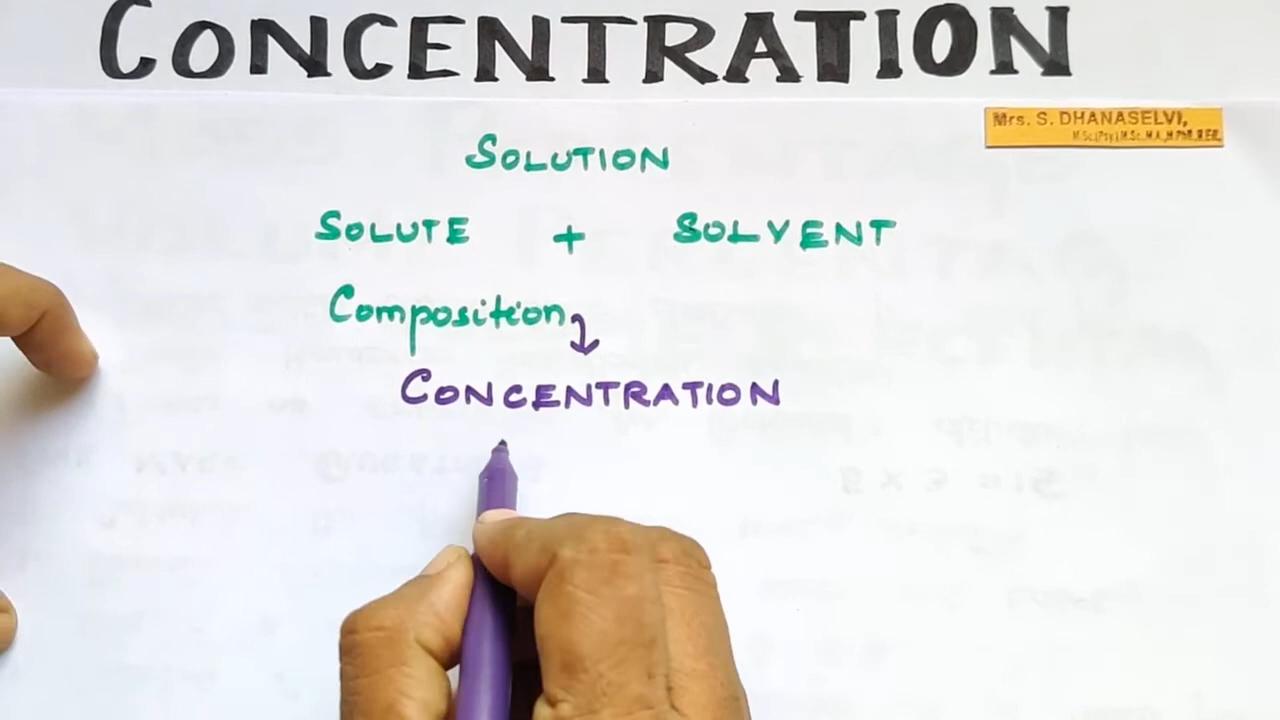 CONCENTRATION
Mrs. S. DHANASELVI,
SOLUTION
SOLUTE + SOLVENT
Composition
CONCENTRATION